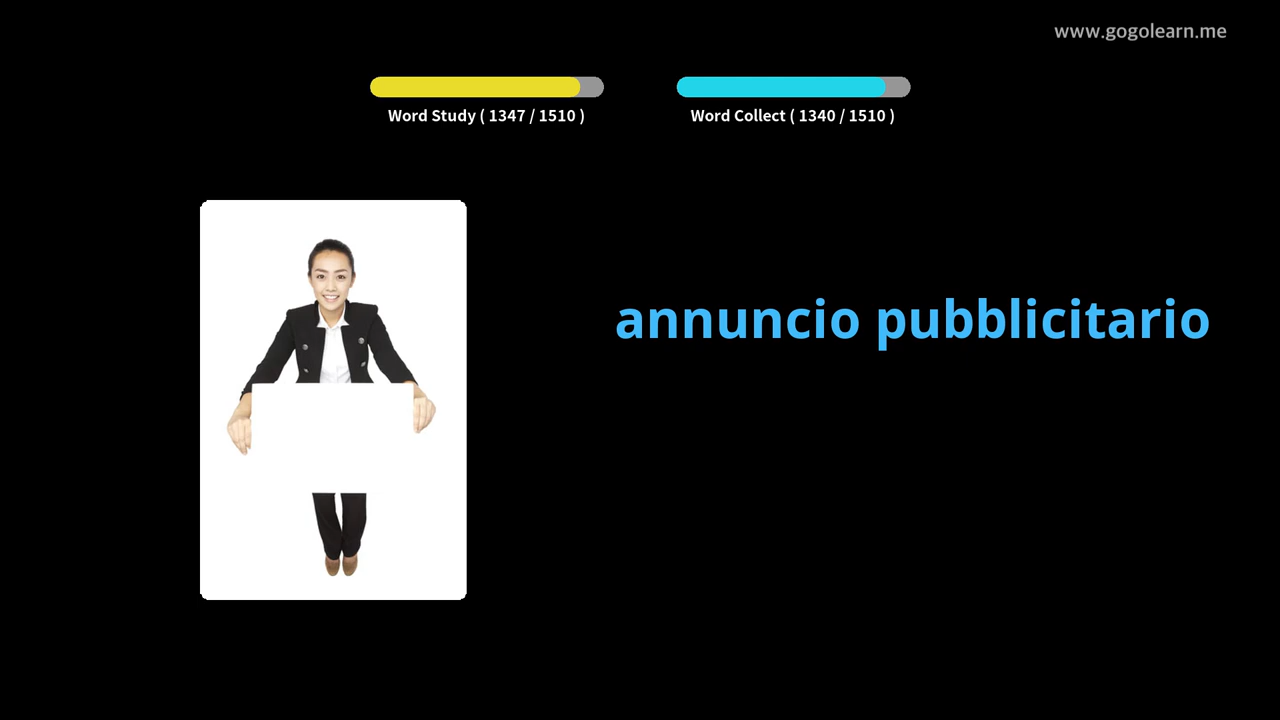 www.gogolearn.me
Word Study ( 1347 / 1510 )
Word Collect ( 1340 / 1510 )
annuncio pubblicitario